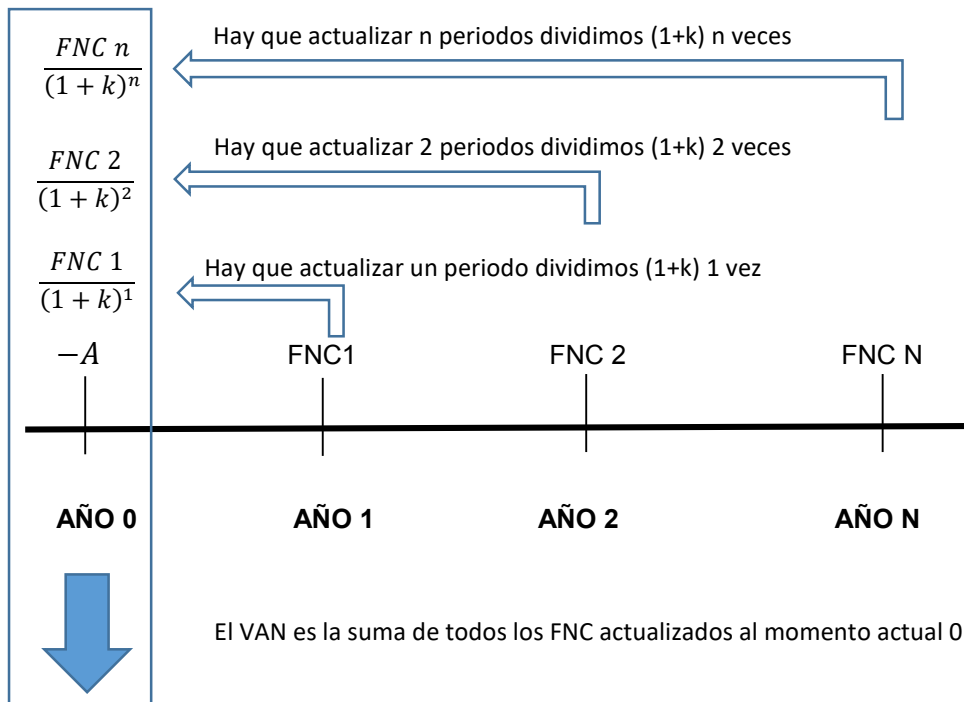 Hay que actualizar n periodos dividimos (1+k) n veces
FNC n
(1 + k)ⁿ
Hay que actualizar 2 periodos dividimos (1+k) 2 veces
FNC 2
(1 + k)²
Hay que actualizar un periodo dividimos (1+k) 1 vez
FNC 1
(1 + k)¹
−A FNC1 FNC 2 FNC N
AÑO 0 AÑO 1 AÑO 2 AÑO N
El VAN es la suma de todos los FNC actualizados al momento actual 0